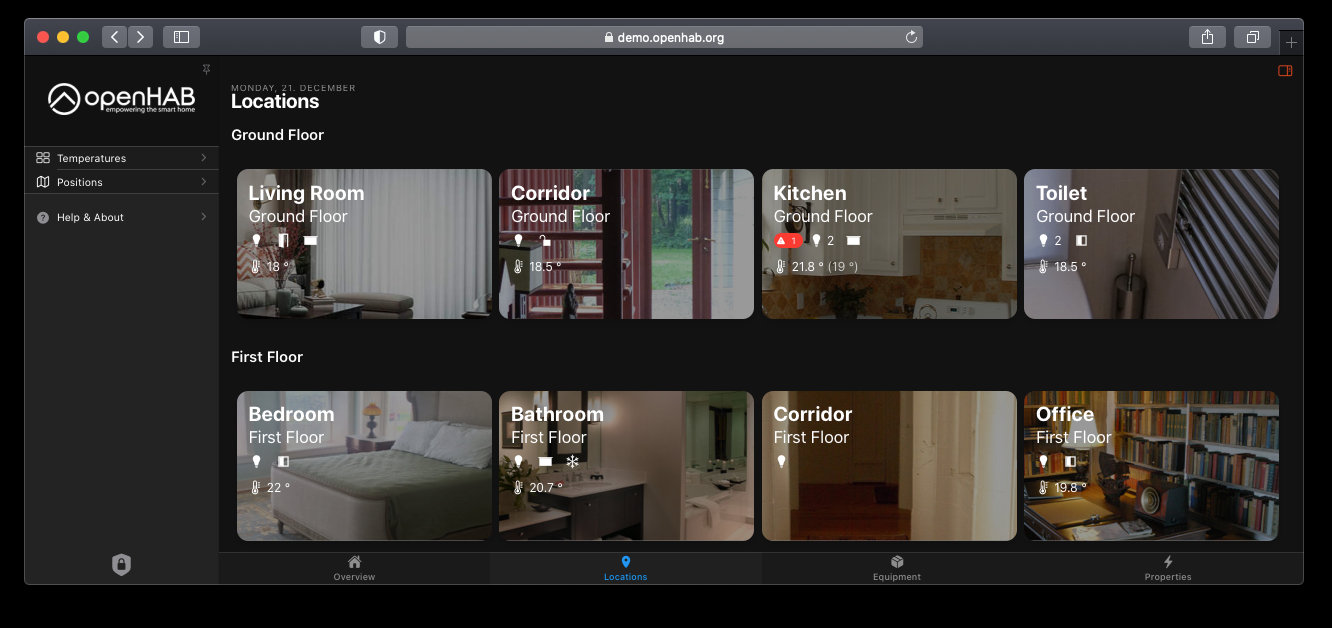 demo.openhab.org
openHAB
empowering the smart home
Temperatures
Positions
Help & About
MONDAY, 21. DECEMBER
Locations
Ground Floor
Living Room
Ground Floor
18 °
Corridor
Ground Floor
18.5 °
Kitchen
Ground Floor
1 2
21.8 ° (19 °)
Toilet
Ground Floor
2
18.5 °
First Floor
Bedroom
First Floor
22 °
Bathroom
First Floor
20.7 °
Corridor
First Floor
Office
First Floor
19.8 °
Overview
Locations
Equipment
Properties